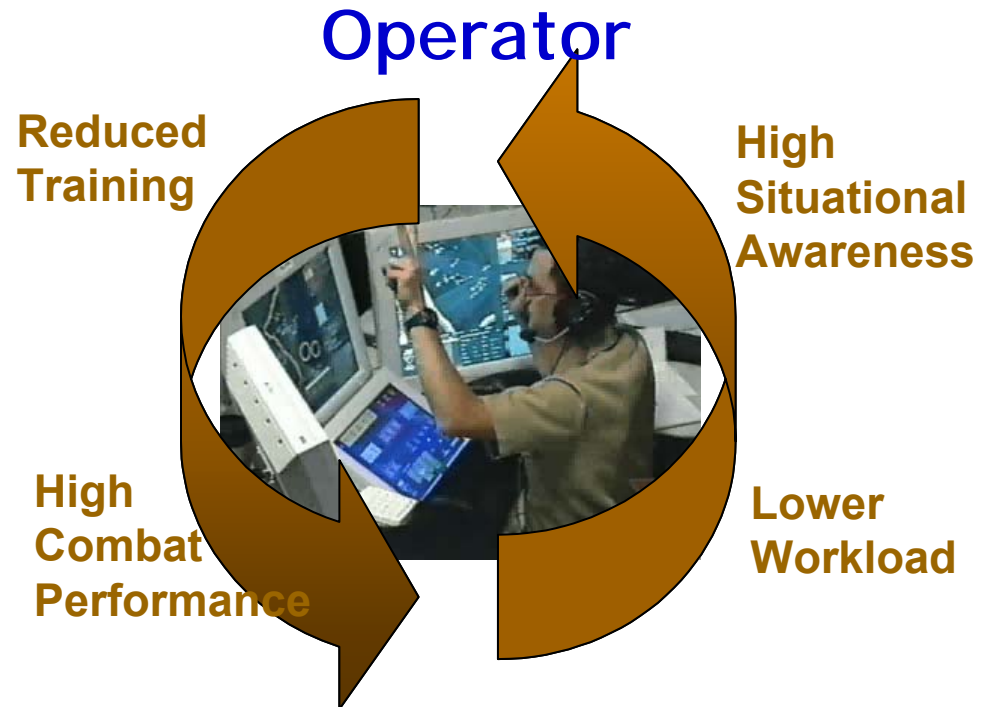 Operator
Reduced
Training
High
Situational
Awareness
High
Combat
Performance
Lower
Workload